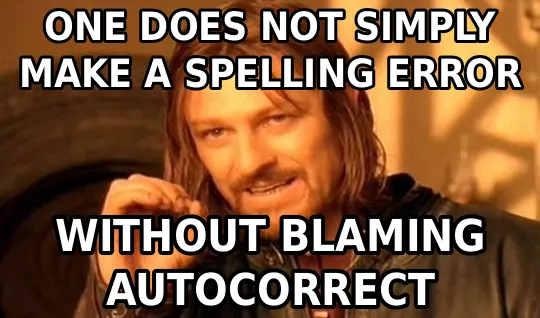 ONE DOES NOT SIMPLY
MAKE A SPELLING ERROR
WITHOUT BLAMING
AUTOCORRECT